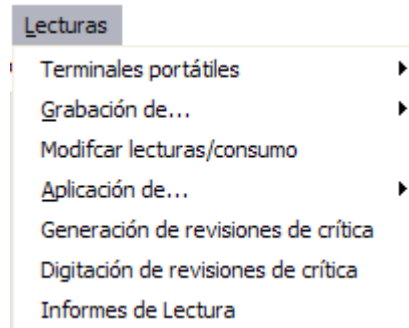 Lecturas
Terminales portátiles
Grabación de...
Modifcar lecturas/consumo
Aplicación de...
Generación de revisiones de crítica
Digitación de revisiones de crítica
Informes de Lectura